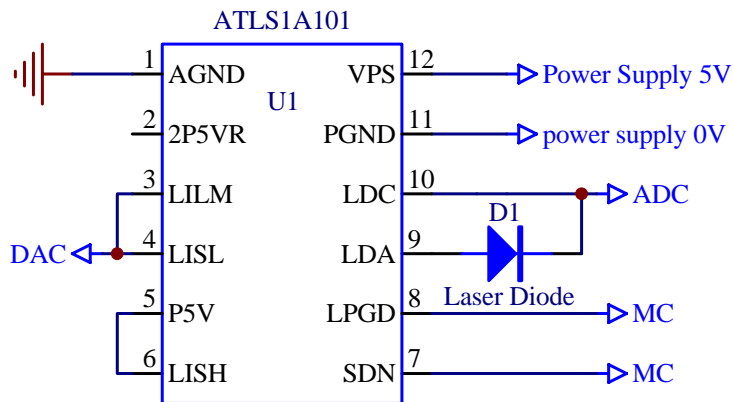 ATLS1A101
1 AGND VPS 12 Power Supply 5V
U1
2 2P5VR PGND 11 power supply 0V
3 LILM LDC 10 ADC
D1
DAC 4 LISL LDA 9
Laser Diode
5 P5V LPGD 8 MC
6 LISH SDN 7 MC